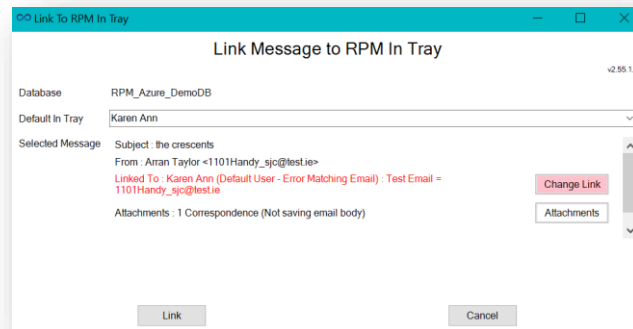 Link To RPM In Tray
Link Message to RPM In Tray
v2.55.1.
Database RPM_Azure_DemoDB
Default In Tray Karen Ann
Selected Message Subject : the crescents
From : Arran Taylor <1101Handy_sjc@test.ie>
Linked To : Karen Ann (Default User - Error Matching Email) : Test Email =
1101Handy_sjc@test.ie
Change Link
Attachments : 1 Correspondence (Not saving email body) Attachments
Link Cancel